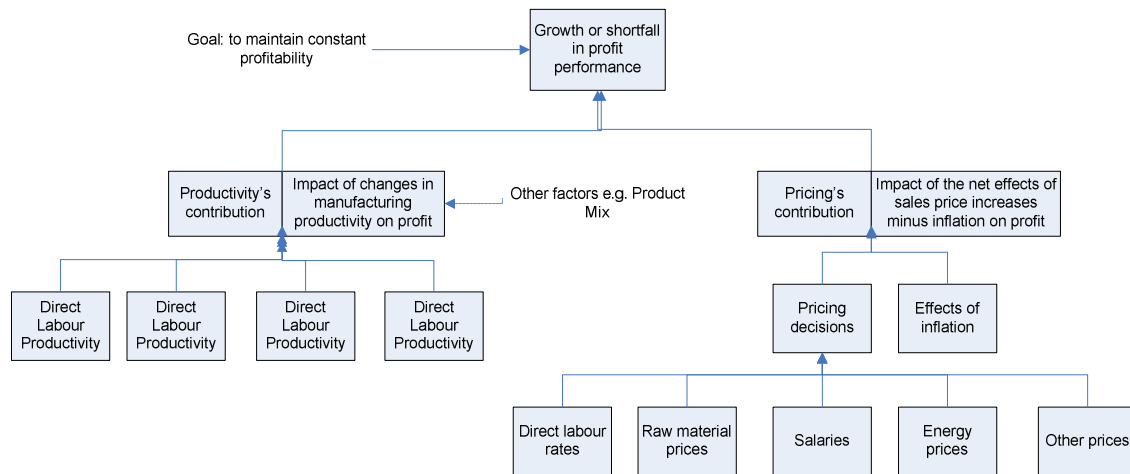 Goal: to maintain constant
profitability
Growth or shortfall
in profit
performance
Productivity's
contribution
Impact of changes in
manufacturing
productivity on profit
Other factors e.g. Product
Mix
Pricing's
contribution
Impact of the net effects of
sales price increases
minus inflation on profit
Direct
Labour
Productivity
Direct
Labour
Productivity
Direct
Labour
Productivity
Direct
Labour
Productivity
Pricing
decisions
Effects of
inflation
Direct labour
rates
Raw material
prices
Salaries
Energy
prices
Other prices